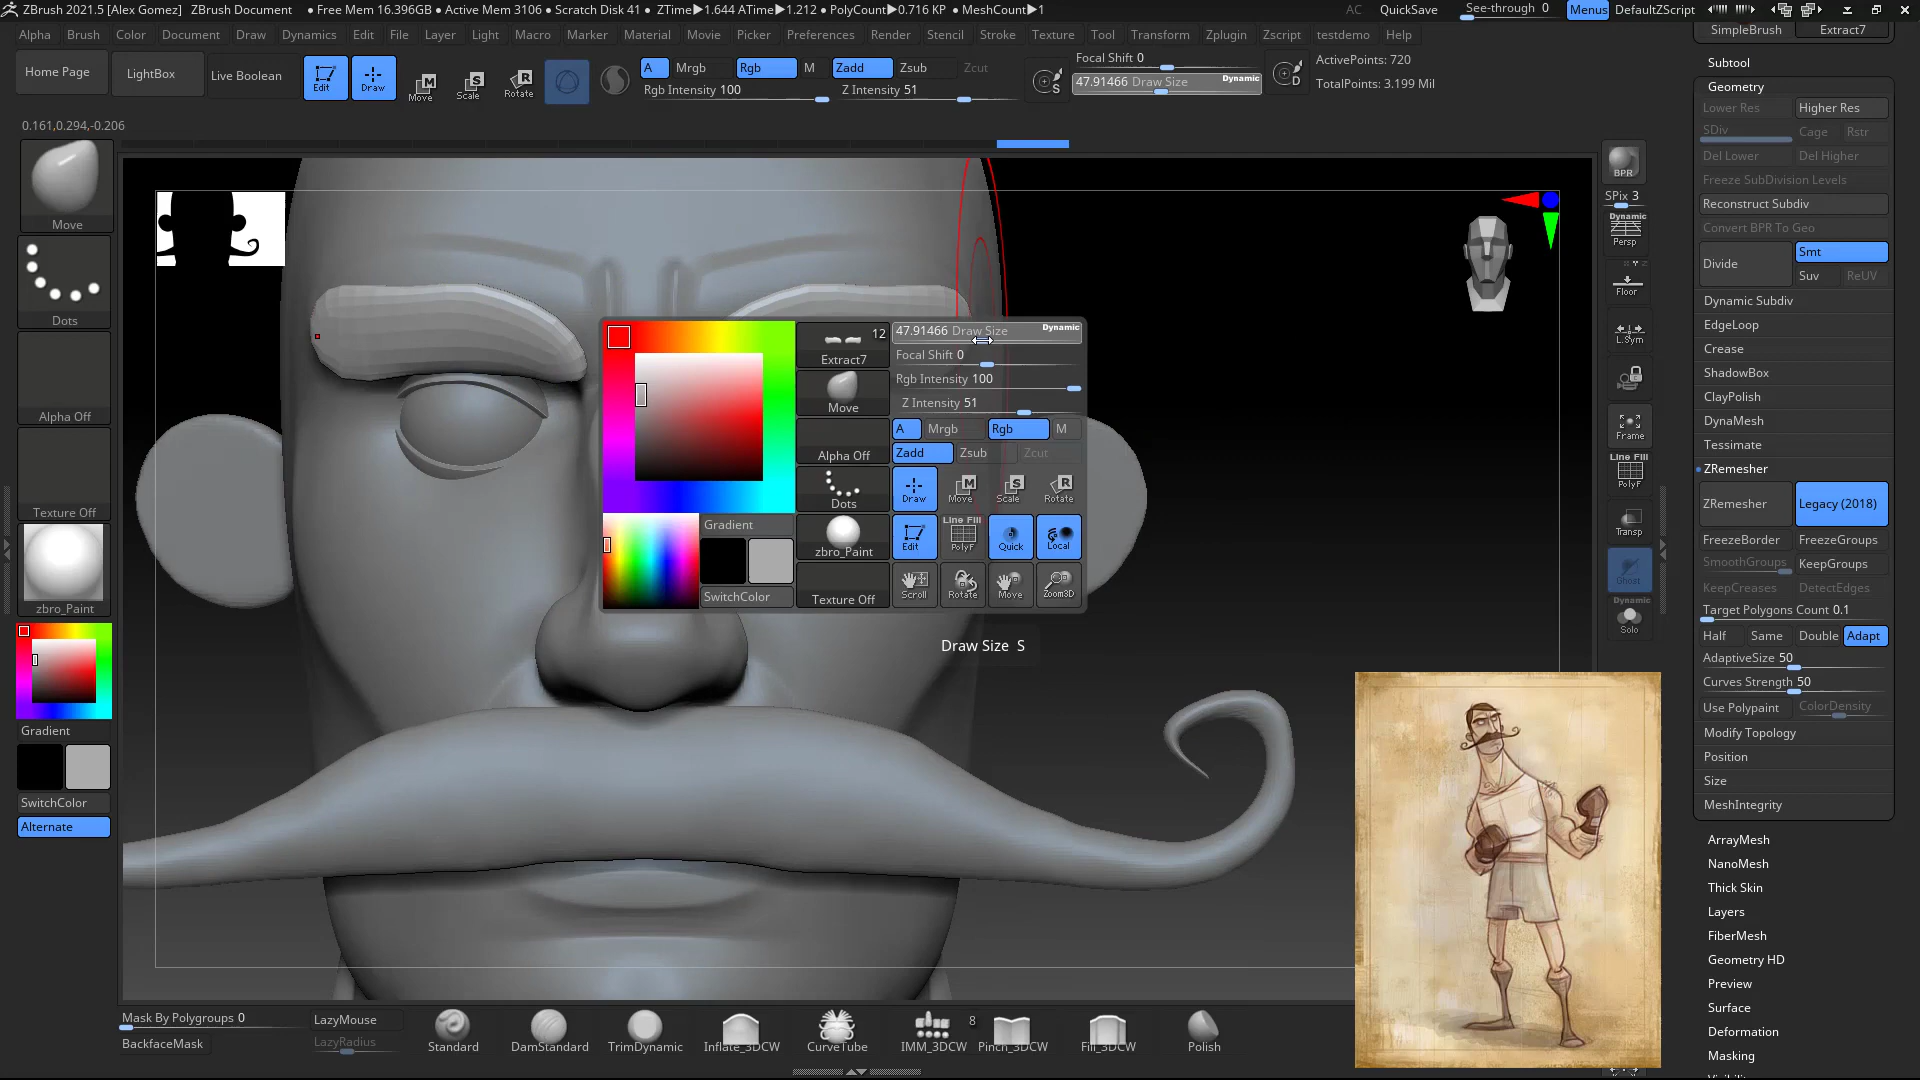 ZBrush 2021.5 [Alex Gomez] ZBrush Document • Free Mem 16.396GB • Active Mem 3106 • Scratch Disk 41 • ZTime▶1.644 ATime▶1.212 • PolyCount▶0.716 KP • MeshCount▶1 AC QuickSave See-through 0 Menus DefaultZScript
Alpha Brush Color Document Draw Dynamics Edit File Layer Light Macro Marker Material Movie Picker Preferences Render Stencil Stroke Texture Tool Transform Zplugin Zscript testdemo Help
Home Page LightBox Live Boolean Edit Draw Move Scale Rotate
A Mrgb Rgb M Zadd Zsub Zcut
Rgb Intensity 100 Z Intensity 51
S Focal Shift 0
47.91466 Draw Size Dynamic D
ActivePoints: 720
TotalPoints: 3.199 Mil
0.161,0.294,-0.206
Move
Dots
Alpha Off
Texture Off
zbro_Paint
Gradient
SwitchColor
Alternate
Gradient
SwitchColor
12
Extract7
Move
Alpha Off
Dots
zbro_Paint
Texture Off
47.91466 Draw Size Dynamic
Focal Shift 0
Rgb Intensity 100
Z Intensity 51
A Mrgb Rgb M
Zadd Zsub Zcut
Draw Move Scale Rotate
Edit Line Fill PolyF Quick Local
Scroll Rotate Move Zoom3D
Draw Size S
BPR
SPix 3
Dynamic
Persp
Floor
L.Sym
Frame
Line Fill
PolyF
Transp
Ghost
Dynamic
Solo
SimpleBrush Extract7
Subtool
Geometry
Lower Res Higher Res
SDiv Cage Rstr
Del Lower Del Higher
Freeze SubDivision Levels
Reconstruct Subdiv
Convert BPR To Geo
Divide Smt
Suv ReUV
Dynamic Subdiv
EdgeLoop
Crease
ShadowBox
ClayPolish
DynaMesh
Tessimate
ZRemesher
ZRemesher Legacy (2018)
FreezeBorder FreezeGroups
SmoothGroups KeepGroups
KeepCreases DetectEdges
Target Polygons Count 0.1
Half Same Double Adapt
AdaptiveSize 50
Curves Strength 50
Use Polypaint ColorDensity
Modify Topology
Position
Size
MeshIntegrity
ArrayMesh
NanoMesh
Thick Skin
Layers
FiberMesh
Geometry HD
Preview
Surface
Deformation
Masking
Mask By Polygroups 0
BackfaceMask
LazyMouse
LazyRadius
Standard DamStandard TrimDynamic Inflate_3DCW CurveTube IMM_3DCW 8 Pinch_3DCW Fill_3DCW Polish